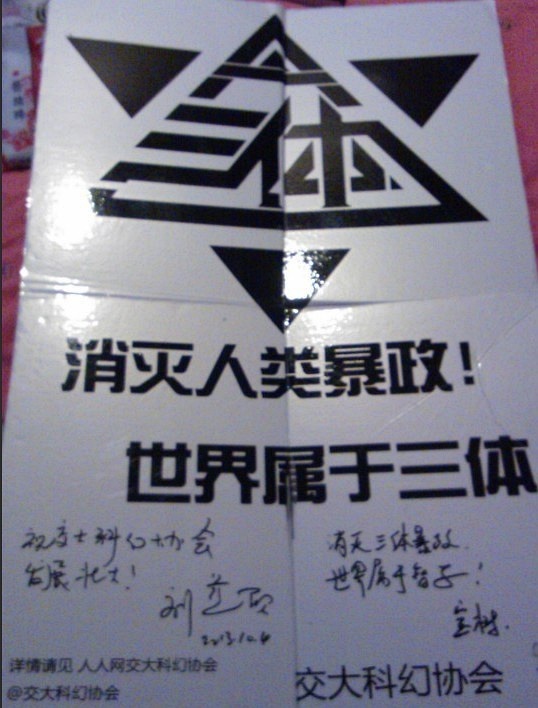 三体
消灭人类暴政！
世界属于三体
祝交大科幻协会
发展壮大！
刘慈欣
2013.10.4
消灭三体暴政
世界属于智子！
宝树.
详情请见 人人网交大科幻协会
@交大科幻协会
交大科幻协会